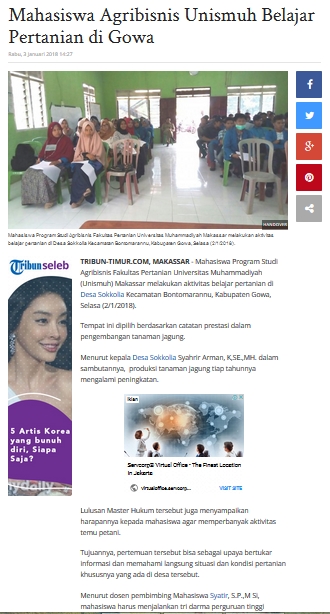 Mahasiswa Agribisnis Unismuh Belajar
Pertanian di Gowa
Rabu, 3 Januari 2018 14:27
HANDOVER
Mahasiswa Program Studi Agribisnis Fakultas Pertanian Universitas Muhammadiyah Makassar melakukan aktivitas
belajar pertanian di Desa Sokkolia Kecamatan Bontomarannu, Kabupaten Gowa, Selasa (2/1/2018).
Tribunseleb
5 Artis Korea
yang bunuh
diri, Siapa
Saja?
mydaily
TRIBUN-TIMUR.COM, MAKASSAR - Mahasiswa Program Studi
Agribisnis Fakultas Pertanian Universitas Muhammadiyah
(Unismuh) Makassar melakukan aktivitas belajar pertanian di
Desa Sokkolia Kecamatan Bontomarannu, Kabupaten Gowa,
Selasa (2/1/2018).
Tempat ini dipilih berdasarkan catatan prestasi dalam
pengembangan tanaman jagung.
Menurut kepala Desa Sokkolia Syahrir Arman, K,SE.,MH. dalam
sambutannya, produksi tanaman jagung tiap tahunnya
mengalami peningkatan.
Iklan
Servcorp® Virtual Office - The Finest Location
in Jakarta
virtualoffice.servcorp...
VISIT SITE
Lulusan Master Hukum tersebut juga menyampaikan
harapannya kepada mahasiswa agar memperbanyak aktivitas
temu petani.
Tujuannya, pertemuan tersebut bisa sebagai upaya bertukar
informasi dan memahami langsung situasi dan kondisi pertanian
khususnya yang ada di desa tersebut.
Menurut dosen pembimbing Mahasiswa Syatir, S.P.,M Si,
mahasiswa harus menjalankan tri darma perguruan tinggi